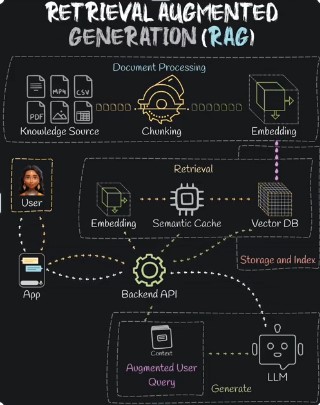 RETRIEVAL AUGMENTED
GENERATION (RAG)
Document Processing
MP4
CSV
PDF
Knowledge Source
Chunking
Embedding
Retrieval
User
Embedding
Semantic Cache
Vector DB
Storage and Index
App
Backend API
Context
Augmented User
Query
LLM
Generate